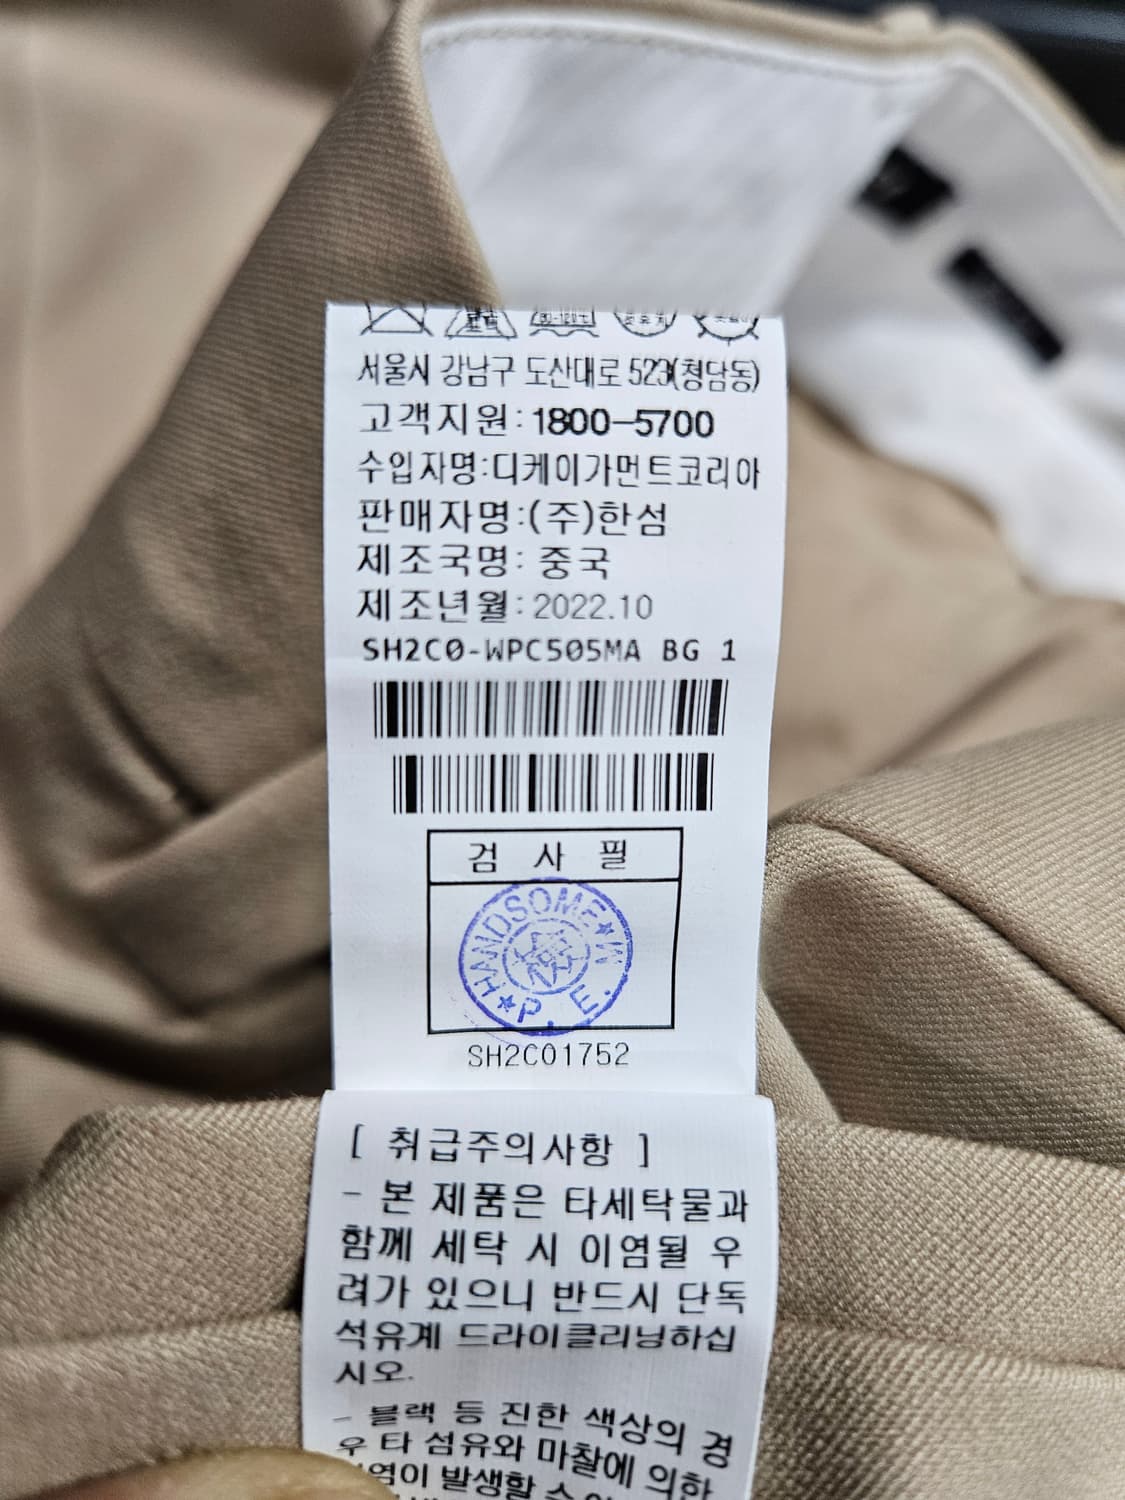 서울시 강남구 도산대로 523(청담동)
고객지원: 1800-5700
수입자명:디케이가먼트코리아
판매자명:(주)한섬
제조국명: 중국
제조년월: 2022.10
SH2C0-WPC505MA BG 1
검 사 필
HANDSOME★M P. E. ★
SH2C01752
[ 취급주의사항 ]
- 본 제품은 타세탁물과
함께 세탁 시 이염될 우
려가 있으니 반드시 단독
석유계 드라이클리닝하십
시오.
- 블랙 등 진한 색상의 경
우 타 섬유와 마찰에 의한
이 발생할